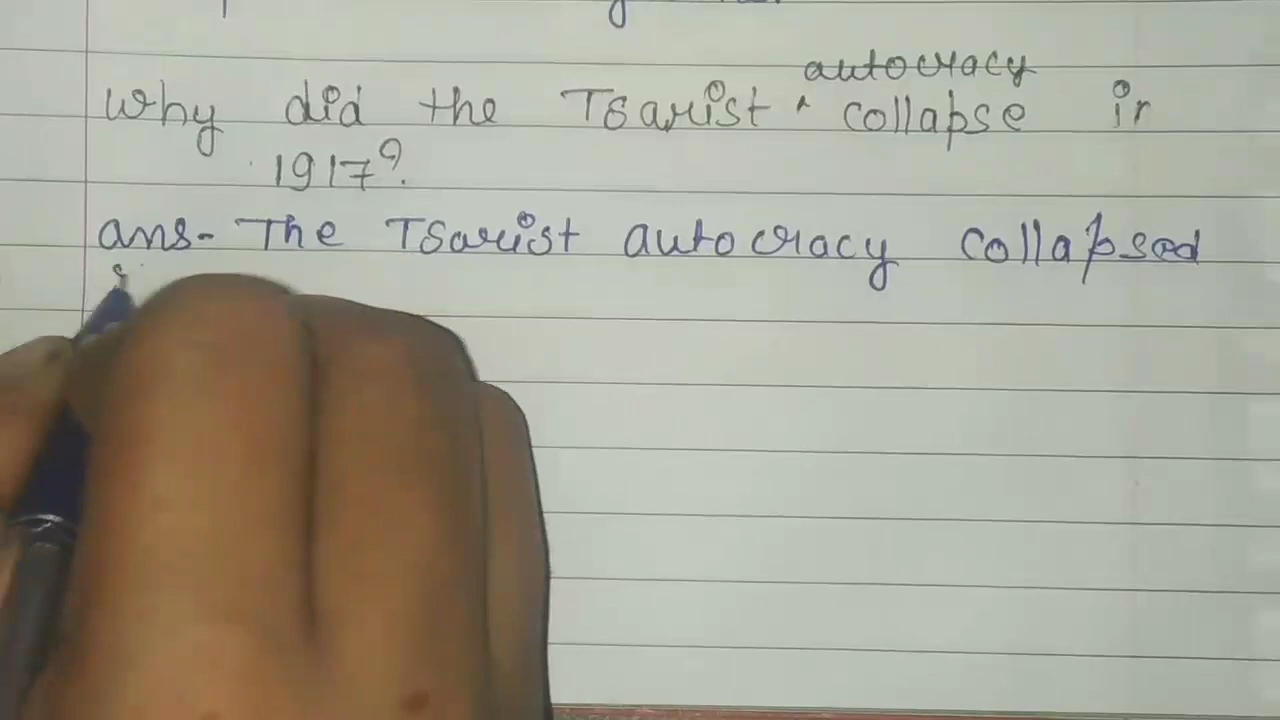 autocracy
Why did the Tsarist ^ collapse in
1917?
ans- The Tsarist autocracy collapsed